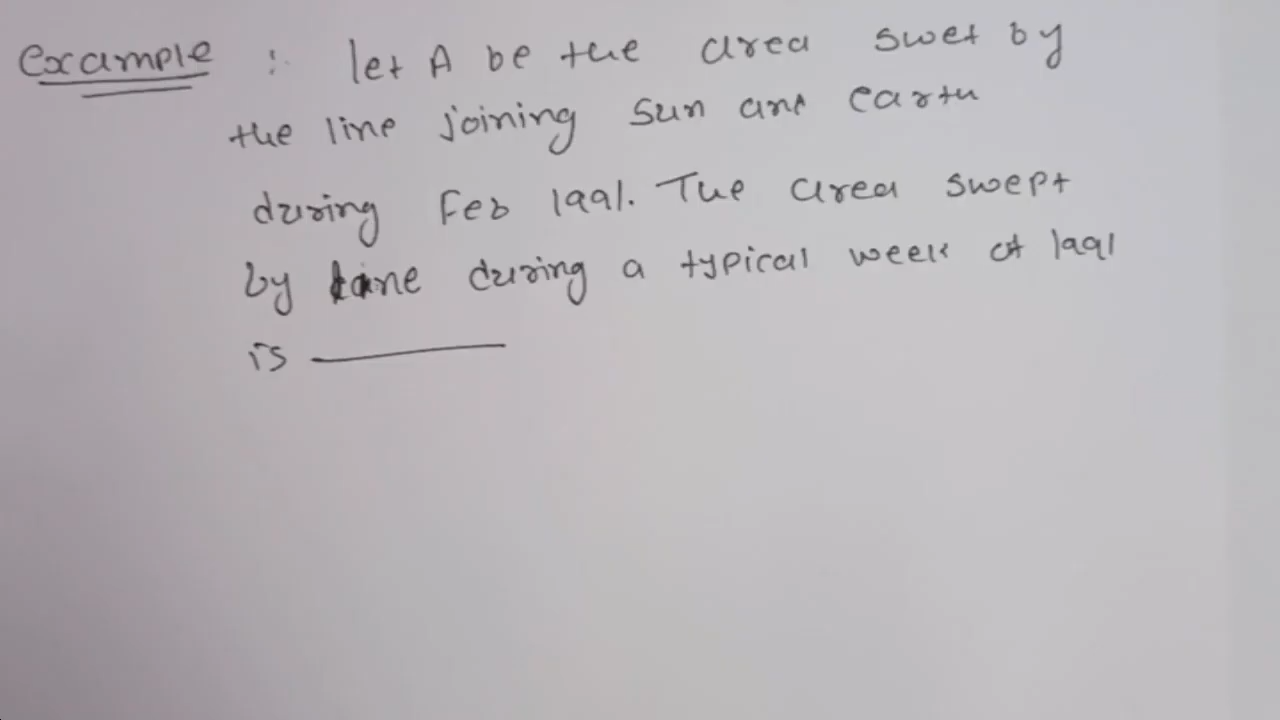 Example : let A be the area swet by
the line joining sun and earth
during Feb 1991. The area swept
by line during a typical week of 1991
is